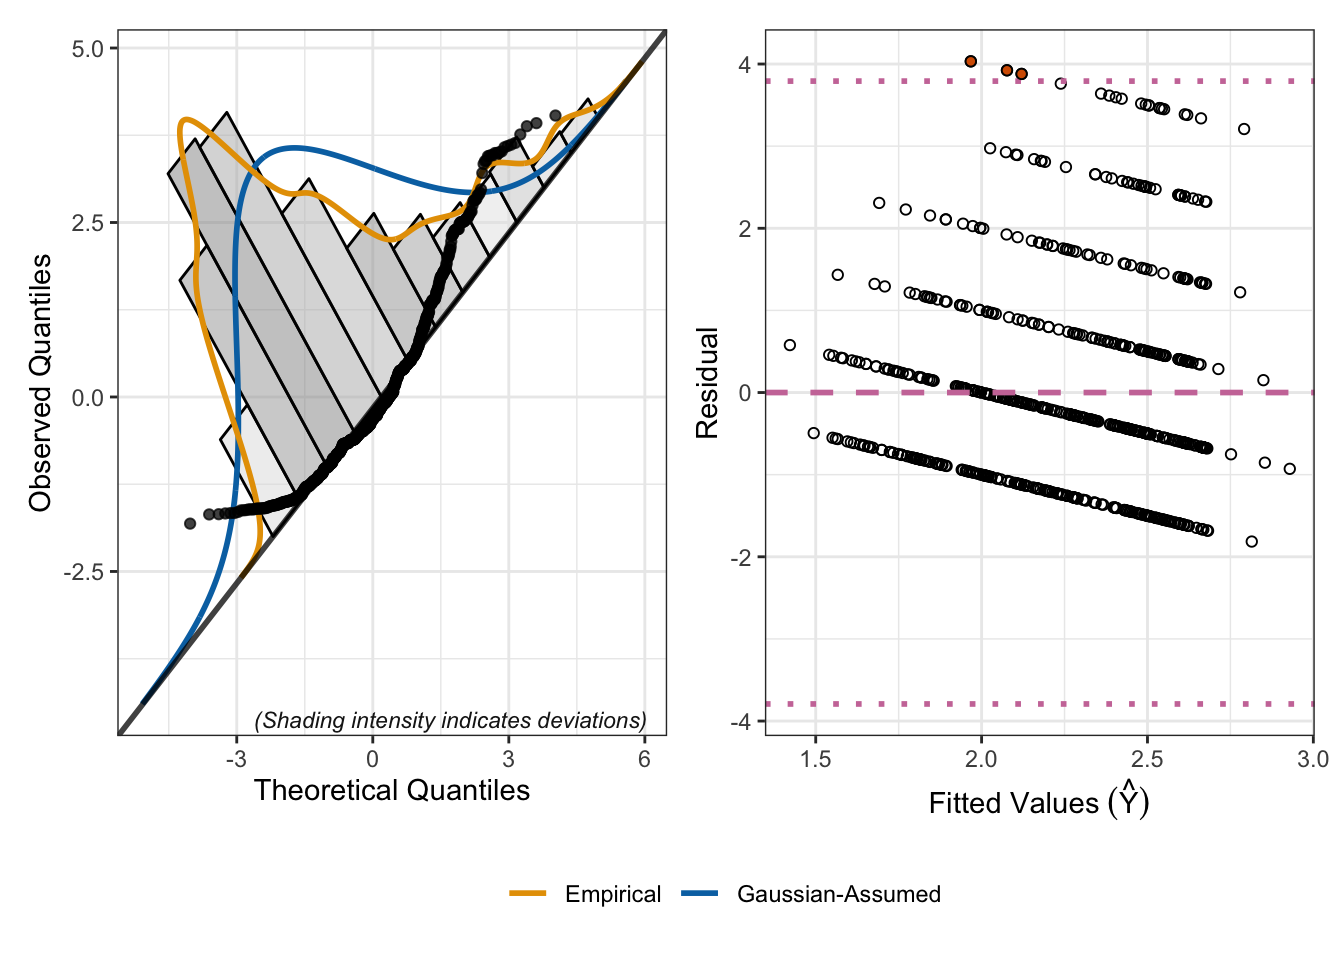 5.0
2.5
0.0
-2.5
Observed Quantiles
(Shading intensity indicates deviations)
-3
0
3
6
Theoretical Quantiles
4
2
0
-2
-4
Residual
1.5
2.0
2.5
3.0
Fitted Values (Ŷ)
Empirical
Gaussian-Assumed